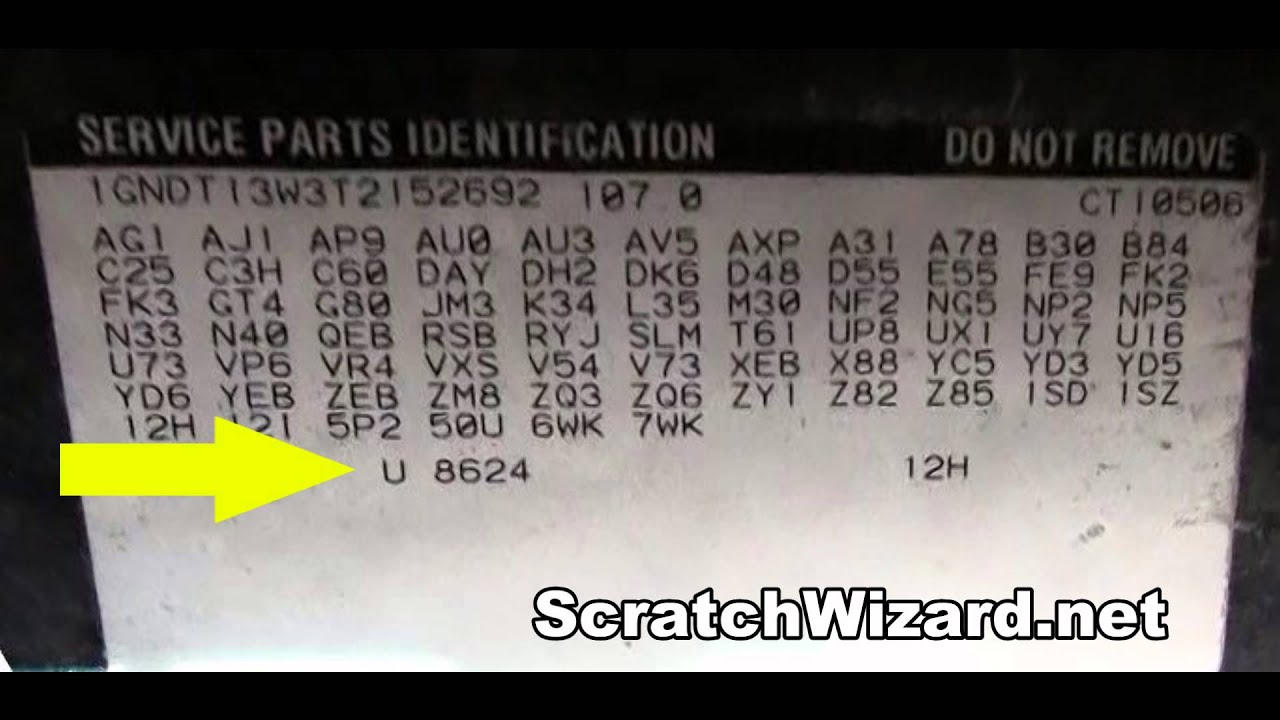 SERVICE PARTS IDENTIFICATION DO NOT REMOVE
1GNDT13W3T2152692 107.0 CT10506
AG1 AJ1 AP9 AU0 AU3 AV5 AXP A31 A78 B30 B84
C25 C3H C60 DAY DH2 DK6 D48 D55 E55 FE9 FK2
FK3 GT4 G80 JM3 K34 L35 M30 NF2 NG5 NP2 NP5
N33 N40 QEB RSB RYJ SLM T61 UP8 UX1 UY7 U16
U73 VP6 VR4 VXS V54 V73 XEB X88 YC5 YD3 YD5
YD6 YEB ZEB ZM8 ZQ3 ZQ6 ZY1 Z82 Z85 1SD 1SZ
12H 5P2 50U 6WK 7WK
U 8624 12H
ScratchWizard.net